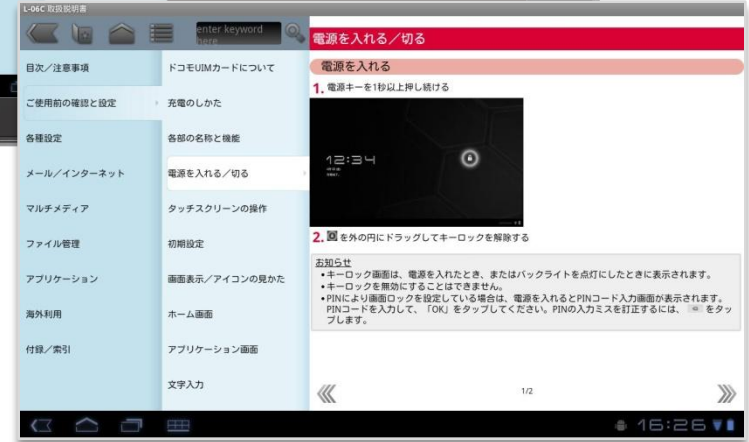 L-06C 取扱説明書
enter keyword
here
目次／注意事項
ご使用前の確認と設定
各種設定
メール／インターネット
マルチメディア
ファイル管理
アプリケーション
海外利用
付録／索引
ドコモUIMカードについて
充電のしかた
各部の名称と機能
電源を入れる／切る
タッチスクリーンの操作
初期設定
画面表示／アイコンの見かた
ホーム画面
アプリケーション画面
文字入力
電源を入れる／切る
電源を入れる
1. 電源キーを1秒以上押し続ける
12:34
2. を外の円にドラッグしてキーロックを解除する
お知らせ
•キーロック画面は、電源を入れたとき、またはバックライトを点灯にしたときに表示されます。
•キーロックを無効にすることはできません。
•PINにより画面ロックを設定している場合は、電源を入れるとPINコード入力画面が表示されます。
PINコードを入力して、「OK」をタップしてください。PINの入力ミスを訂正するには、 をタッ
プします。
1/2
16:26